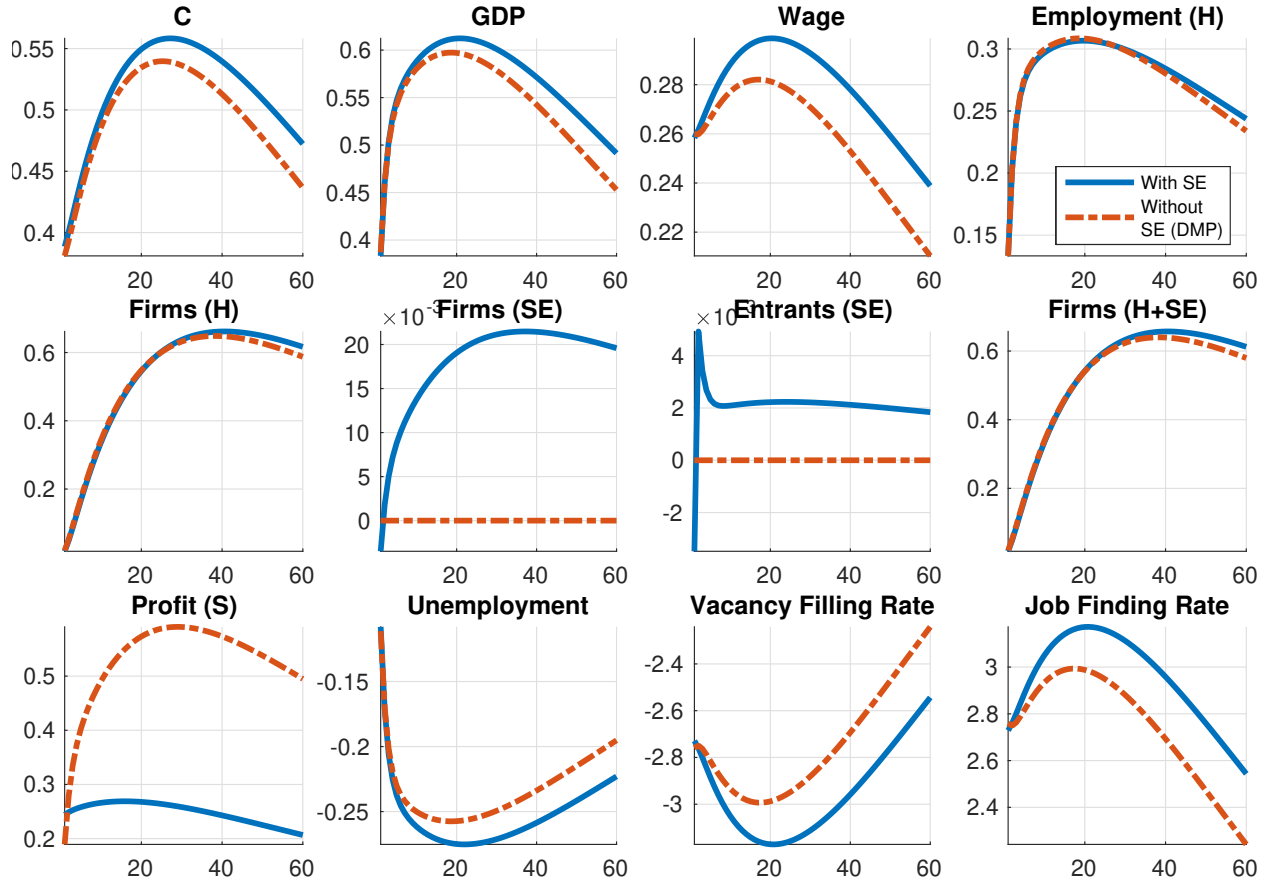 C
GDP
Wage
Employment (H)
0.55
0.5
0.45
0.4
20 40 60
0.6
0.55
0.5
0.45
0.4
20 40 60
0.28
0.26
0.24
0.22
20 40 60
0.3
0.25
0.2
0.15
With SE
Without
SE (DMP)
20 40 60
Firms (H)
Firms (SE)
Entrants (SE)
Firms (H+SE)
0.6
0.4
0.2
20 40 60
×10⁻³
20
15
10
5
0
20 40 60
×10⁻³
4
2
0
-2
20 40 60
0.6
0.4
0.2
20 40 60
Profit (S)
Unemployment
Vacancy Filling Rate
Job Finding Rate
0.5
0.4
0.3
0.2
20 40 60
-0.15
-0.2
-0.25
20 40 60
-2.4
-2.6
-2.8
-3
20 40 60
3
2.8
2.6
2.4
20 40 60